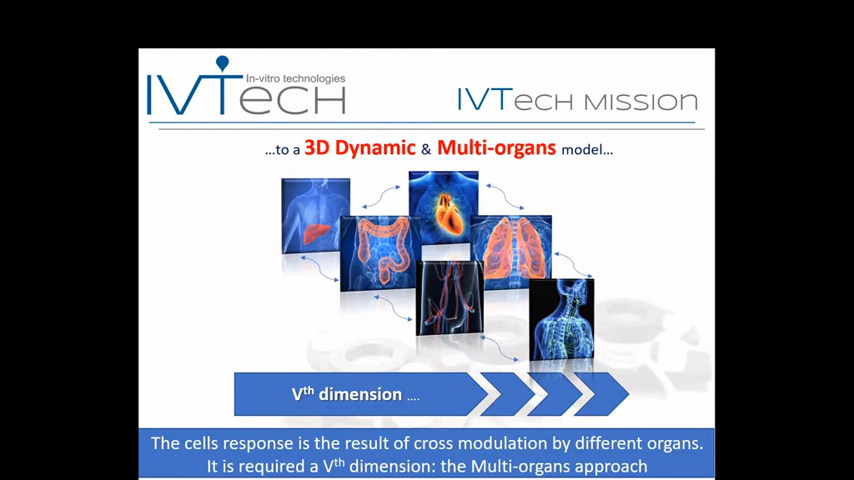 In-vitro technologies
IVTech
IVTech Mission
...to a 3D Dynamic & Multi-organs model...
Vth dimension ....
The cells response is the result of cross modulation by different organs.
It is required a Vth dimension: the Multi-organs approach